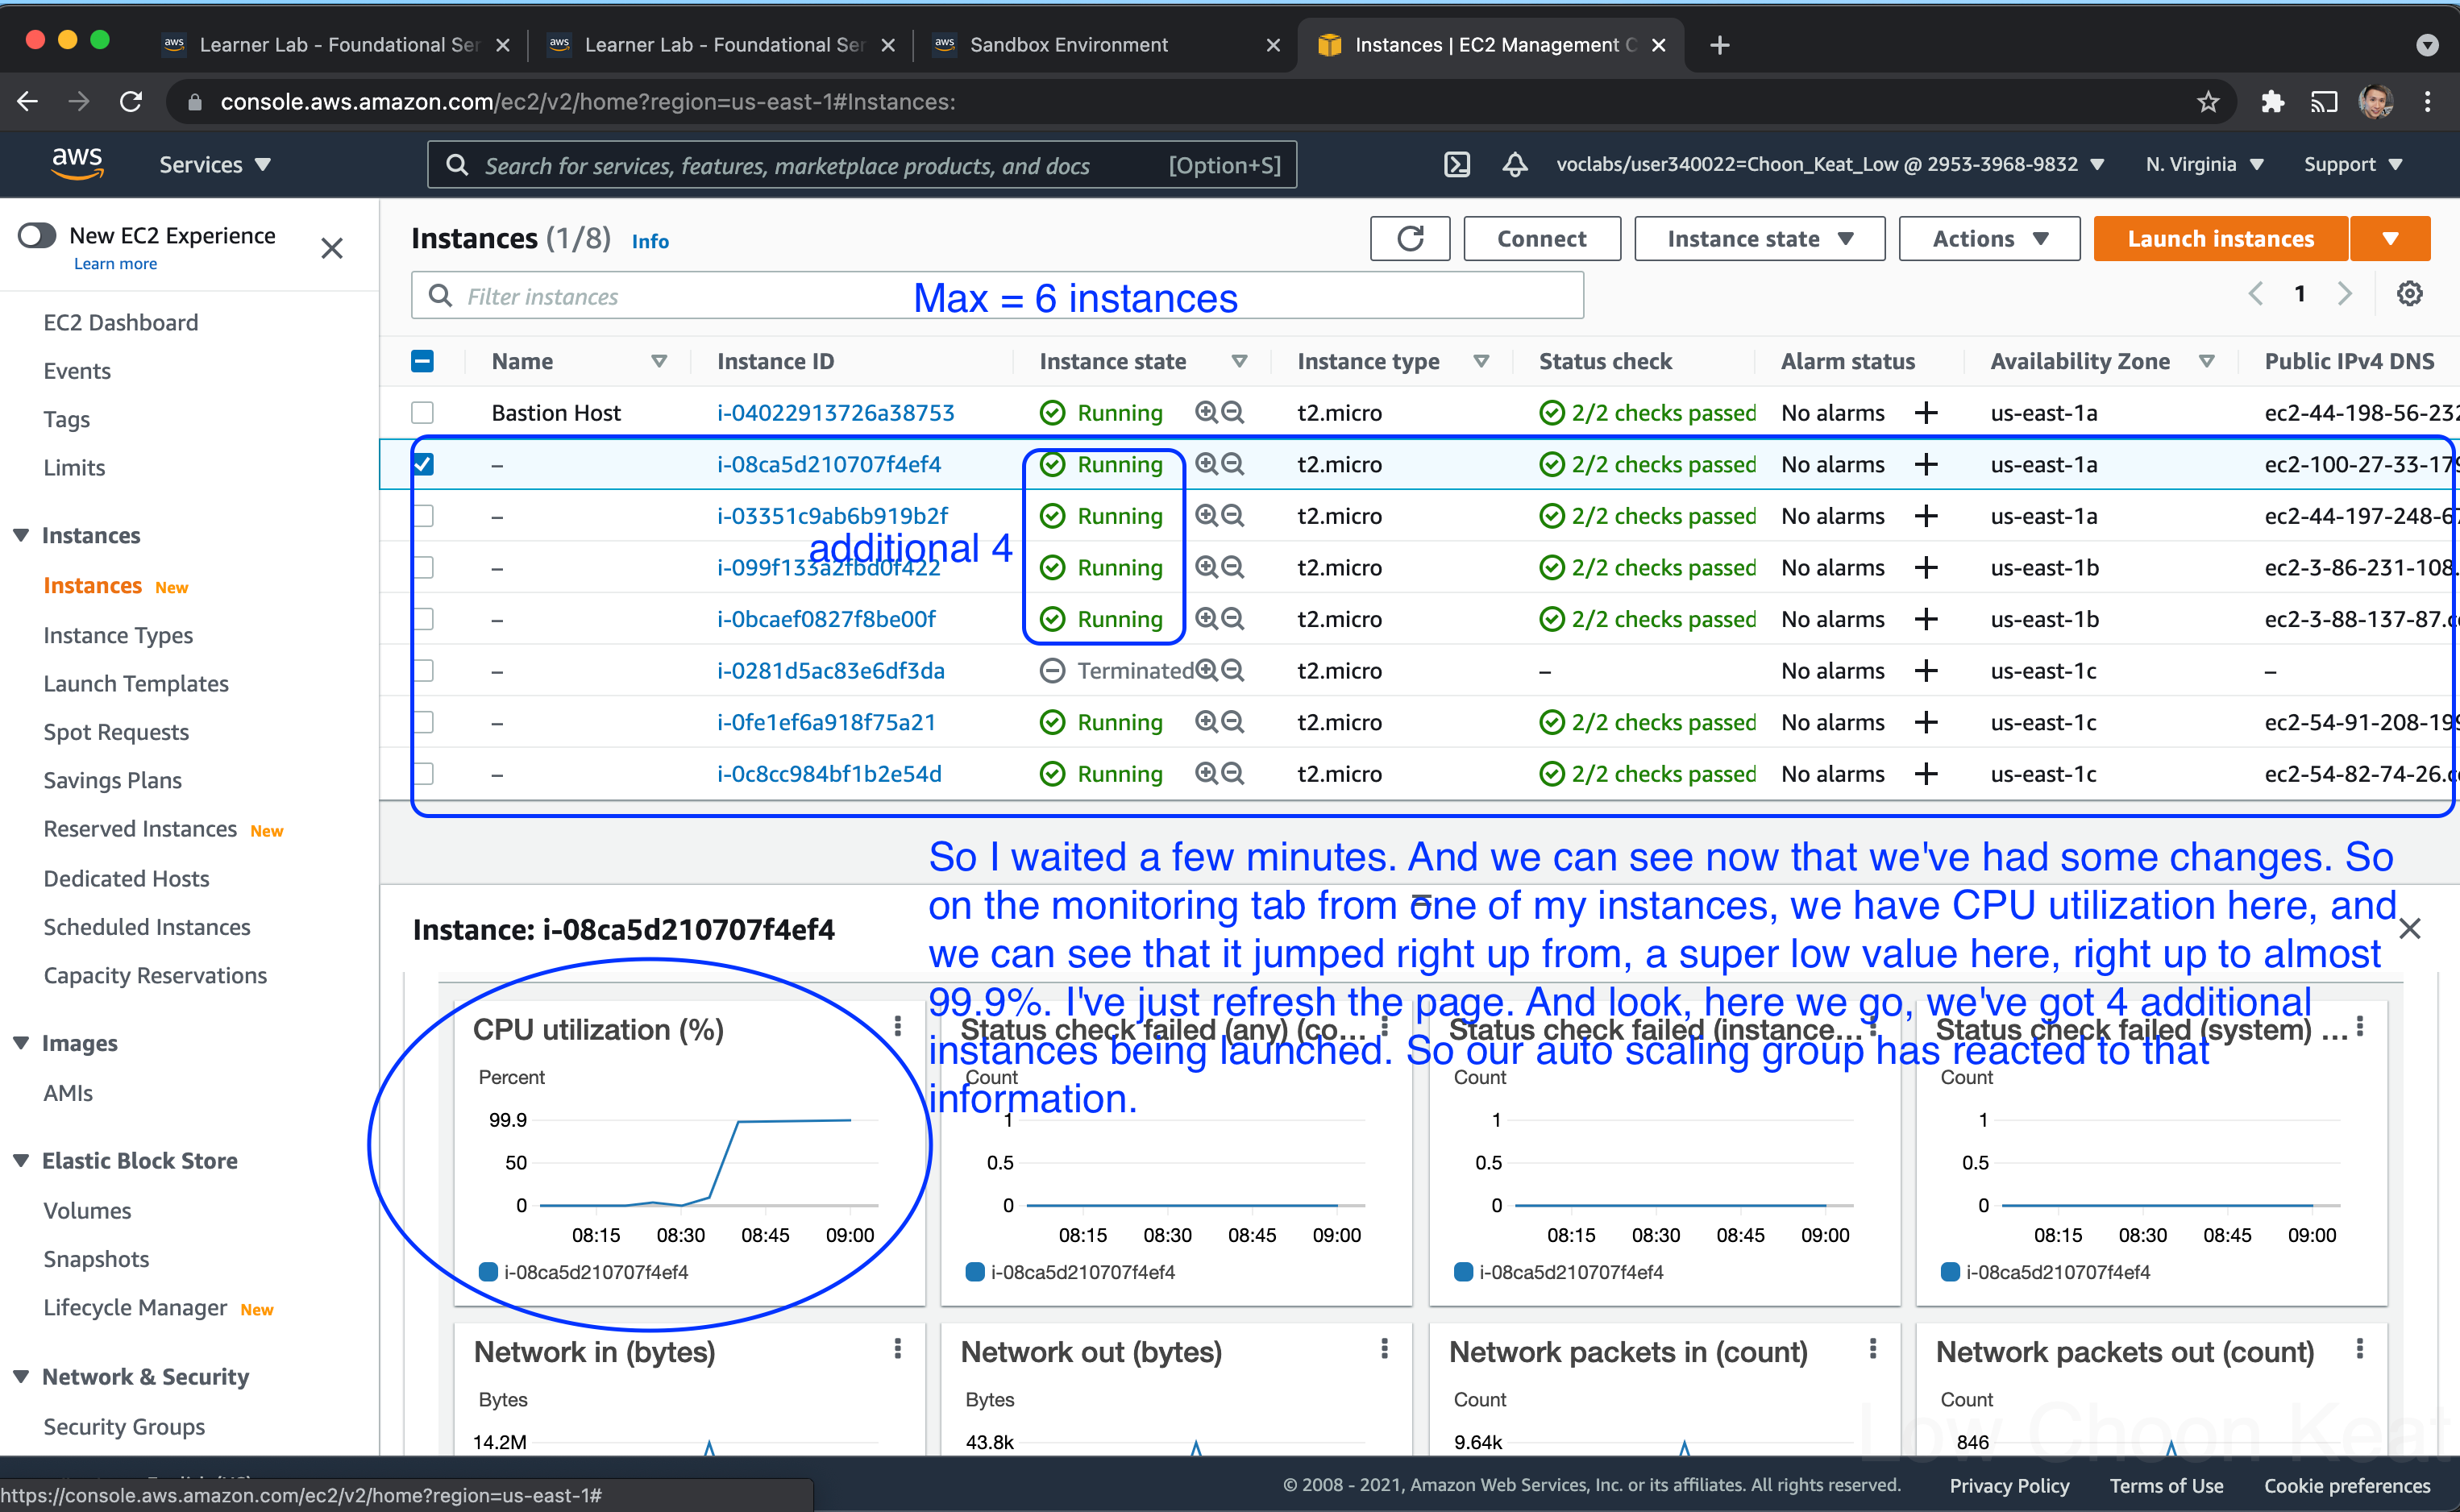 aws Learner Lab - Foundational Ser
aws Learner Lab - Foundational Ser
aws Sandbox Environment
Instances | EC2 Management C
console.aws.amazon.com/ec2/v2/home?region=us-east-1#Instances:
aws Services Search for services, features, marketplace products, and docs [Option+S] voclabs/user340022=Choon_Keat_Low @ 2953-3968-9832 N. Virginia Support
New EC2 Experience
Learn more
EC2 Dashboard
Events
Tags
Limits
Instances
Instances New
Instance Types
Launch Templates
Spot Requests
Savings Plans
Reserved Instances New
Dedicated Hosts
Scheduled Instances
Capacity Reservations
Images
AMIs
Elastic Block Store
Volumes
Snapshots
Lifecycle Manager New
Network & Security
Security Groups
Instances (1/8) Info Connect Instance state Actions Launch instances
Filter instances
Max = 6 instances
1
Name Instance ID Instance state Instance type Status check Alarm status Availability Zone Public IPv4 DNS
Bastion Host i-04022913726a38753 Running t2.micro 2/2 checks passed No alarms + us-east-1a ec2-44-198-56-232
– i-08ca5d210707f4ef4 Running t2.micro 2/2 checks passed No alarms + us-east-1a ec2-100-27-33-179
– i-03351c9ab6b919b2f Running t2.micro 2/2 checks passed No alarms + us-east-1a ec2-44-197-248-67
additional 4
– i-099f133a2fbd0f422 Running t2.micro 2/2 checks passed No alarms + us-east-1b ec2-3-86-231-108.
– i-0bcaef0827f8be00f Running t2.micro 2/2 checks passed No alarms + us-east-1b ec2-3-88-137-87.co
– i-0281d5ac83e6df3da Terminated t2.micro – No alarms + us-east-1c –
– i-0fe1ef6a918f75a21 Running t2.micro 2/2 checks passed No alarms + us-east-1c ec2-54-91-208-199
– i-0c8cc984bf1b2e54d Running t2.micro 2/2 checks passed No alarms + us-east-1c ec2-54-82-74-26.co
So I waited a few minutes. And we can see now that we've had some changes. So
on the monitoring tab from one of my instances, we have CPU utilization here, and
we can see that it jumped right up from, a super low value here, right up to almost
99.9%. I've just refresh the page. And look, here we go, we've got 4 additional
instances being launched. So our auto scaling group has reacted to that
information.
Instance: i-08ca5d210707f4ef4
CPU utilization (%)
Percent
99.9
50
0
08:15 08:30 08:45 09:00
i-08ca5d210707f4ef4
Status check failed (any) (co...
Count
1
0.5
0
08:15 08:30 08:45 09:00
i-08ca5d210707f4ef4
Status check failed (instance...
Count
1
0.5
0
08:15 08:30 08:45 09:00
i-08ca5d210707f4ef4
Status check failed (system) ...
Count
1
0.5
0
08:15 08:30 08:45 09:00
i-08ca5d210707f4ef4
Network in (bytes)
Bytes
14.2M
Network out (bytes)
Bytes
43.8k
Network packets in (count)
Count
9.64k
Network packets out (count)
Count
846
Low Choon Keat
© 2008 - 2021, Amazon Web Services, Inc. or its affiliates. All rights reserved. Privacy Policy Terms of Use Cookie preferences
https://console.aws.amazon.com/ec2/v2/home?region=us-east-1#